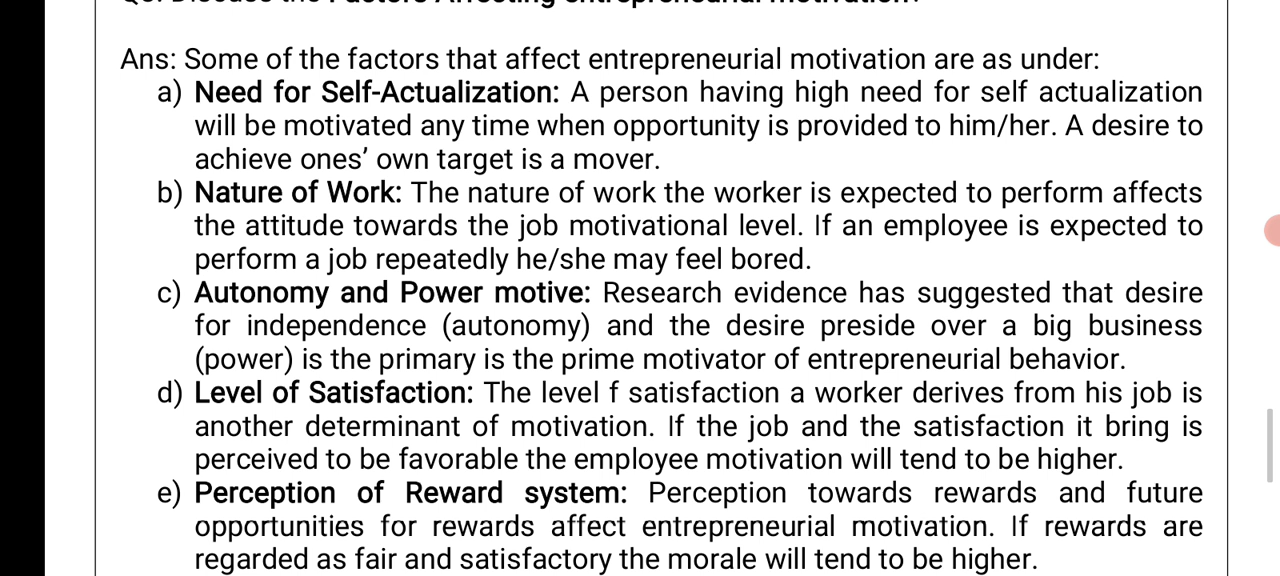 Q8. Discuss the Factors Affecting entrepreneurial motivation?
Ans: Some of the factors that affect entrepreneurial motivation are as under:
a) Need for Self-Actualization: A person having high need for self actualization
will be motivated any time when opportunity is provided to him/her. A desire to
achieve ones’ own target is a mover.
b) Nature of Work: The nature of work the worker is expected to perform affects
the attitude towards the job motivational level. If an employee is expected to
perform a job repeatedly he/she may feel bored.
c) Autonomy and Power motive: Research evidence has suggested that desire
for independence (autonomy) and the desire preside over a big business
(power) is the primary is the prime motivator of entrepreneurial behavior.
d) Level of Satisfaction: The level f satisfaction a worker derives from his job is
another determinant of motivation. If the job and the satisfaction it bring is
perceived to be favorable the employee motivation will tend to be higher.
e) Perception of Reward system: Perception towards rewards and future
opportunities for rewards affect entrepreneurial motivation. If rewards are
regarded as fair and satisfactory the morale will tend to be higher.